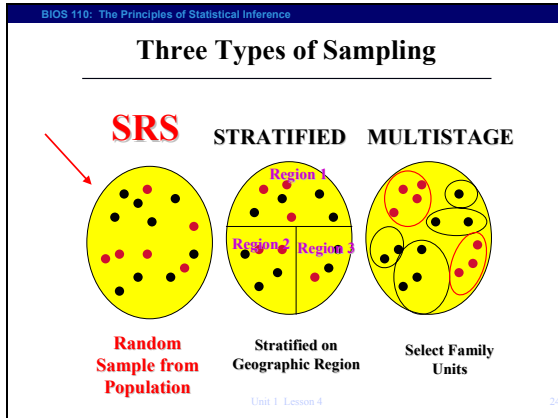 BIOS 110: The Principles of Statistical Inference
Three Types of Sampling
SRS
STRATIFIED
MULTISTAGE
Region 1
Region 2
Region 3
Random
Sample from
Population
Stratified on
Geographic Region
Select Family
Units
Unit 1 Lesson 4
24